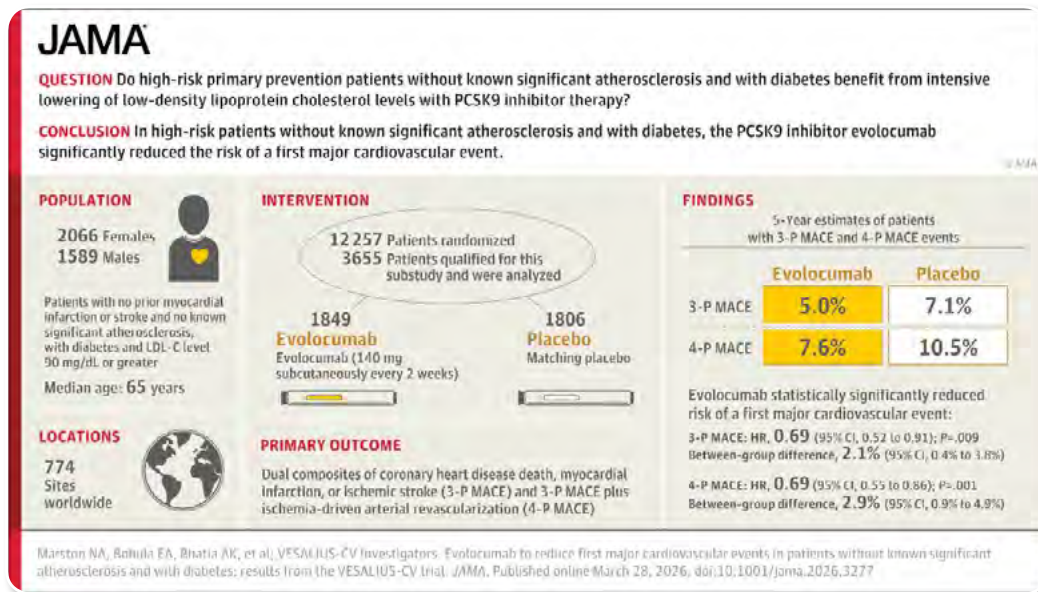 JAMA
QUESTION Do high-risk primary prevention patients without known significant atherosclerosis and with diabetes benefit from intensive
lowering of low-density lipoprotein cholesterol levels with PCSK9 inhibitor therapy?
CONCLUSION In high-risk patients without known significant atherosclerosis and with diabetes, the PCSK9 inhibitor evolocumab
significantly reduced the risk of a first major cardiovascular event.
© AMA
POPULATION
2066 Females
1589 Males
Patients with no prior myocardial
infarction or stroke and no known
significant atherosclerosis,
with diabetes and LDL-C level
90 mg/dL or greater
Median age: 65 years
LOCATIONS
774
Sites
worldwide
INTERVENTION
12 257 Patients randomized
3655 Patients qualified for this
substudy and were analyzed
1849
Evolocumab
Evolocumab (140 mg
subcutaneously every 2 weeks)
1806
Placebo
Matching placebo
PRIMARY OUTCOME
Dual composites of coronary heart disease death, myocardial
infarction, or ischemic stroke (3-P MACE) and 3-P MACE plus
ischemia-driven arterial revascularization (4-P MACE)
FINDINGS
5-Year estimates of patients
with 3-P MACE and 4-P MACE events
Evolocumab Placebo
3-P MACE 5.0% 7.1%
4-P MACE 7.6% 10.5%
Evolocumab statistically significantly reduced
risk of a first major cardiovascular event:
3-P MACE: HR, 0.69 (95% CI, 0.52 to 0.91); P=.009
Between-group difference, 2.1% (95% CI, 0.4% to 3.8%)
4-P MACE: HR, 0.69 (95% CI, 0.55 to 0.86); P=.001
Between-group difference, 2.9% (95% CI, 0.9% to 4.9%)
Marston NA, Bohula EA, Bhatia AK, et al; VESALIUS-CV Investigators. Evolocumab to reduce first major cardiovascular events in patients without known significant
atherosclerosis and with diabetes: results from the VESALIUS-CV trial. JAMA. Published online March 28, 2026. doi:10.1001/jama.2026.3277